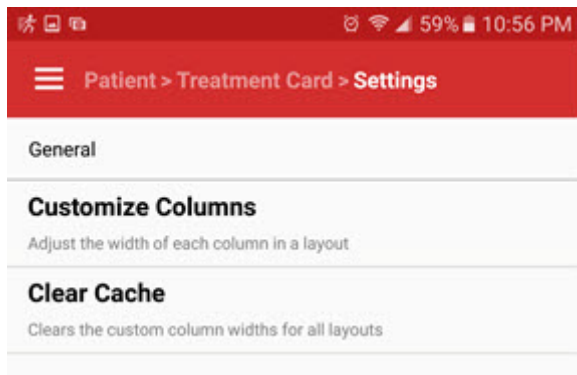 59% 10:56 PM
Patient > Treatment Card > Settings
General
Customize Columns
Adjust the width of each column in a layout
Clear Cache
Clears the custom column widths for all layouts